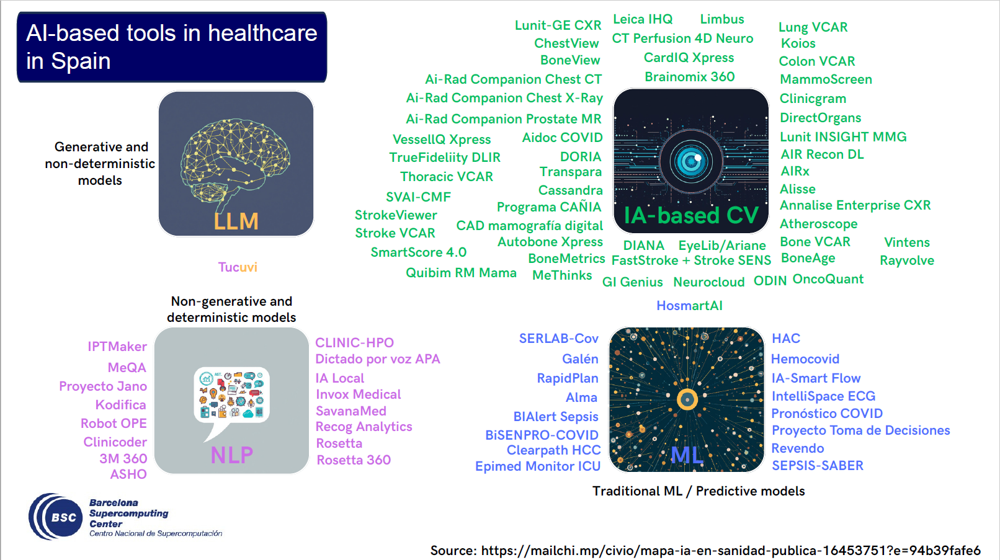 AI-based tools in healthcare
in Spain
Generative and
non-deterministic
models
LLM
Tucuvi
Lunit-GE CXR
ChestView
BoneView
Ai-Rad Companion Chest CT
Ai-Rad Companion Chest X-Ray
Ai-Rad Companion Prostate MR
VessellQ Xpress
Aidoc COVID
TrueFideliity DLIR
DORIA
Transpara
Thoracic VCAR
Cassandra
SVAI-CMF
Programa CAÑIA
StrokeViewer
CAD mamografía digital
Stroke VCAR
Autobone Xpress
SmartScore 4.0
BoneMetrics
Quibim RM Mama
MeThinks
Leica IHQ
Limbus
CT Perfusion 4D Neuro
CardIQ Xpress
Brainomix 360
IA-based CV
DIANA
EyeLib/Ariane
FastStroke + Stroke SENS
GI Genius
Neurocloud
ODIN
OncoQuant
Lung VCAR
Koios
Colon VCAR
MammoScreen
Clinicgram
DirectOrgans
Lunit INSIGHT MMG
AIR Recon DL
AIRx
Alisse
Annalise Enterprise CXR
Atheroscope
Bone VCAR
Vintens
BoneAge
Rayvolve
HosmartAI
Non-generative and
deterministic models
IPTMaker
MeQA
Proyecto Jano
Kodifica
Robot OPE
Clinicoder
3M 360
ASHO
ABT.
NLP
CLINIC-HPO
Dictado por voz APA
IA Local
Invox Medical
SavanaMed
Recog Analytics
Rosetta
Rosetta 360
SERLAB-Cov
Galén
RapidPlan
Alma
BIAlert Sepsis
BiSENPRO-COVID
Clearpath HCC
Epimed Monitor ICU
ML
HAC
Hemocovid
IA-Smart Flow
IntelliSpace ECG
Pronóstico COVID
Proyecto Toma de Decisiones
Revendo
SEPSIS-SABER
Traditional ML / Predictive models
BSC
Barcelona
Supercomputing
Center
Centro Nacional de Supercomputación
Source: https://mailchi.mp/civio/mapa-ia-en-sanidad-publica-16453751?e=94b39fafe6